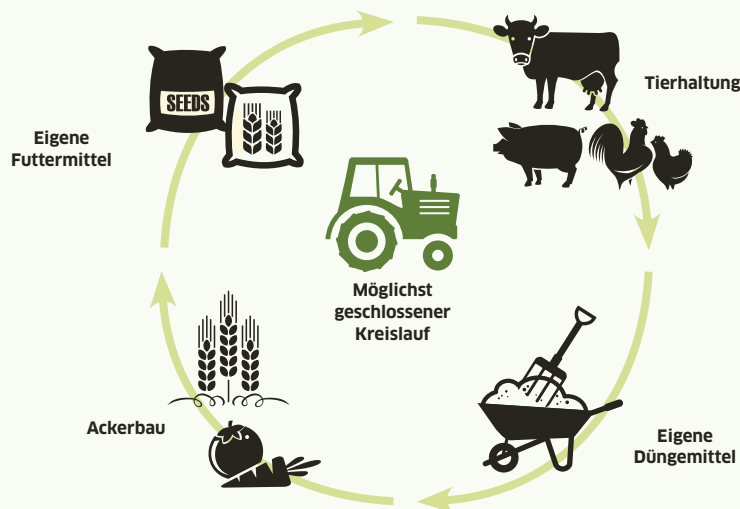 SEEDS
Tierhaltung
Eigene
Futtermittel
Möglichst
geschlossener
Kreislauf
Ackerbau
Eigene
Düngemittel